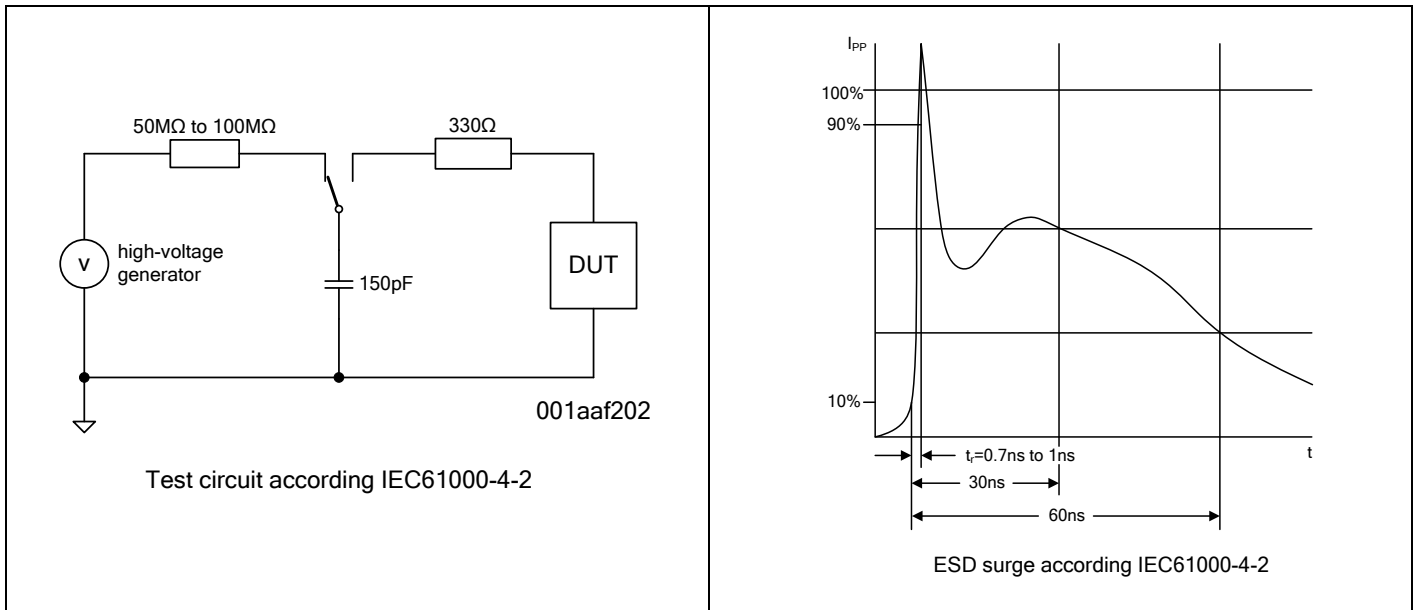 50MΩ to 100MΩ
330Ω
V
high-voltage
generator
150pF
DUT
001aaf202
Test circuit according IEC61000-4-2
IPP
100%
90%
10%
t
tr=0.7ns to 1ns
30ns
60ns
ESD surge according IEC61000-4-2